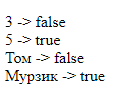 3 -> false
5 -> true
Том -> false
Мурзик -> true